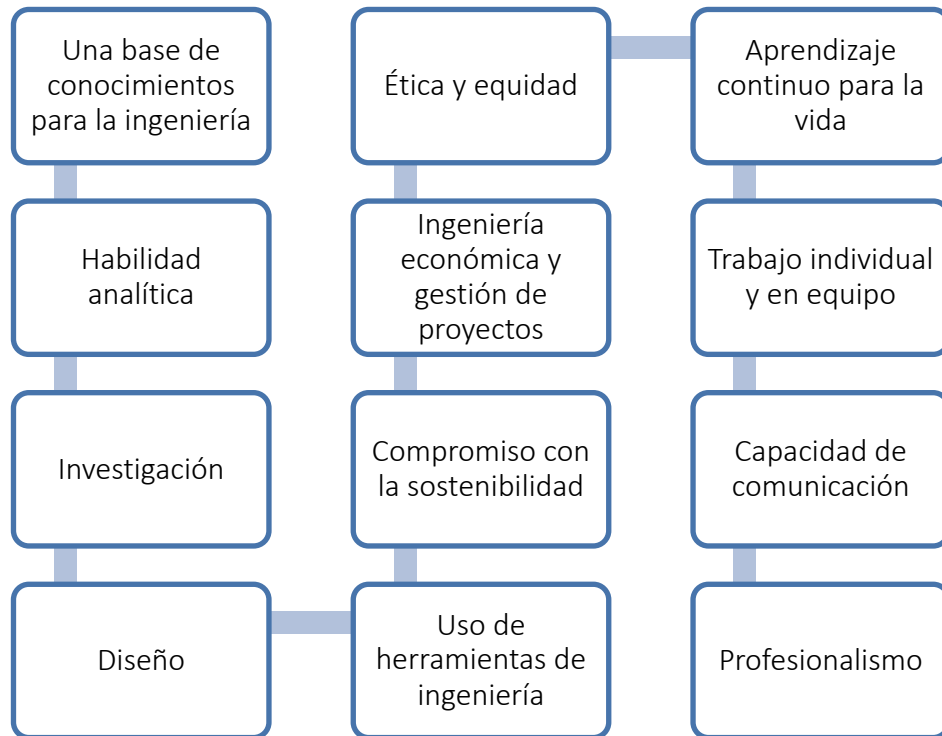 Una base de
conocimientos
para la ingeniería
Habilidad
analítica
Investigación
Diseño
Uso de
herramientas de
ingeniería
Compromiso con
la sostenibilidad
Ingeniería
económica y
gestión de
proyectos
Ética y equidad
Aprendizaje
continuo para la
vida
Trabajo individual
y en equipo
Capacidad de
comunicación
Profesionalismo